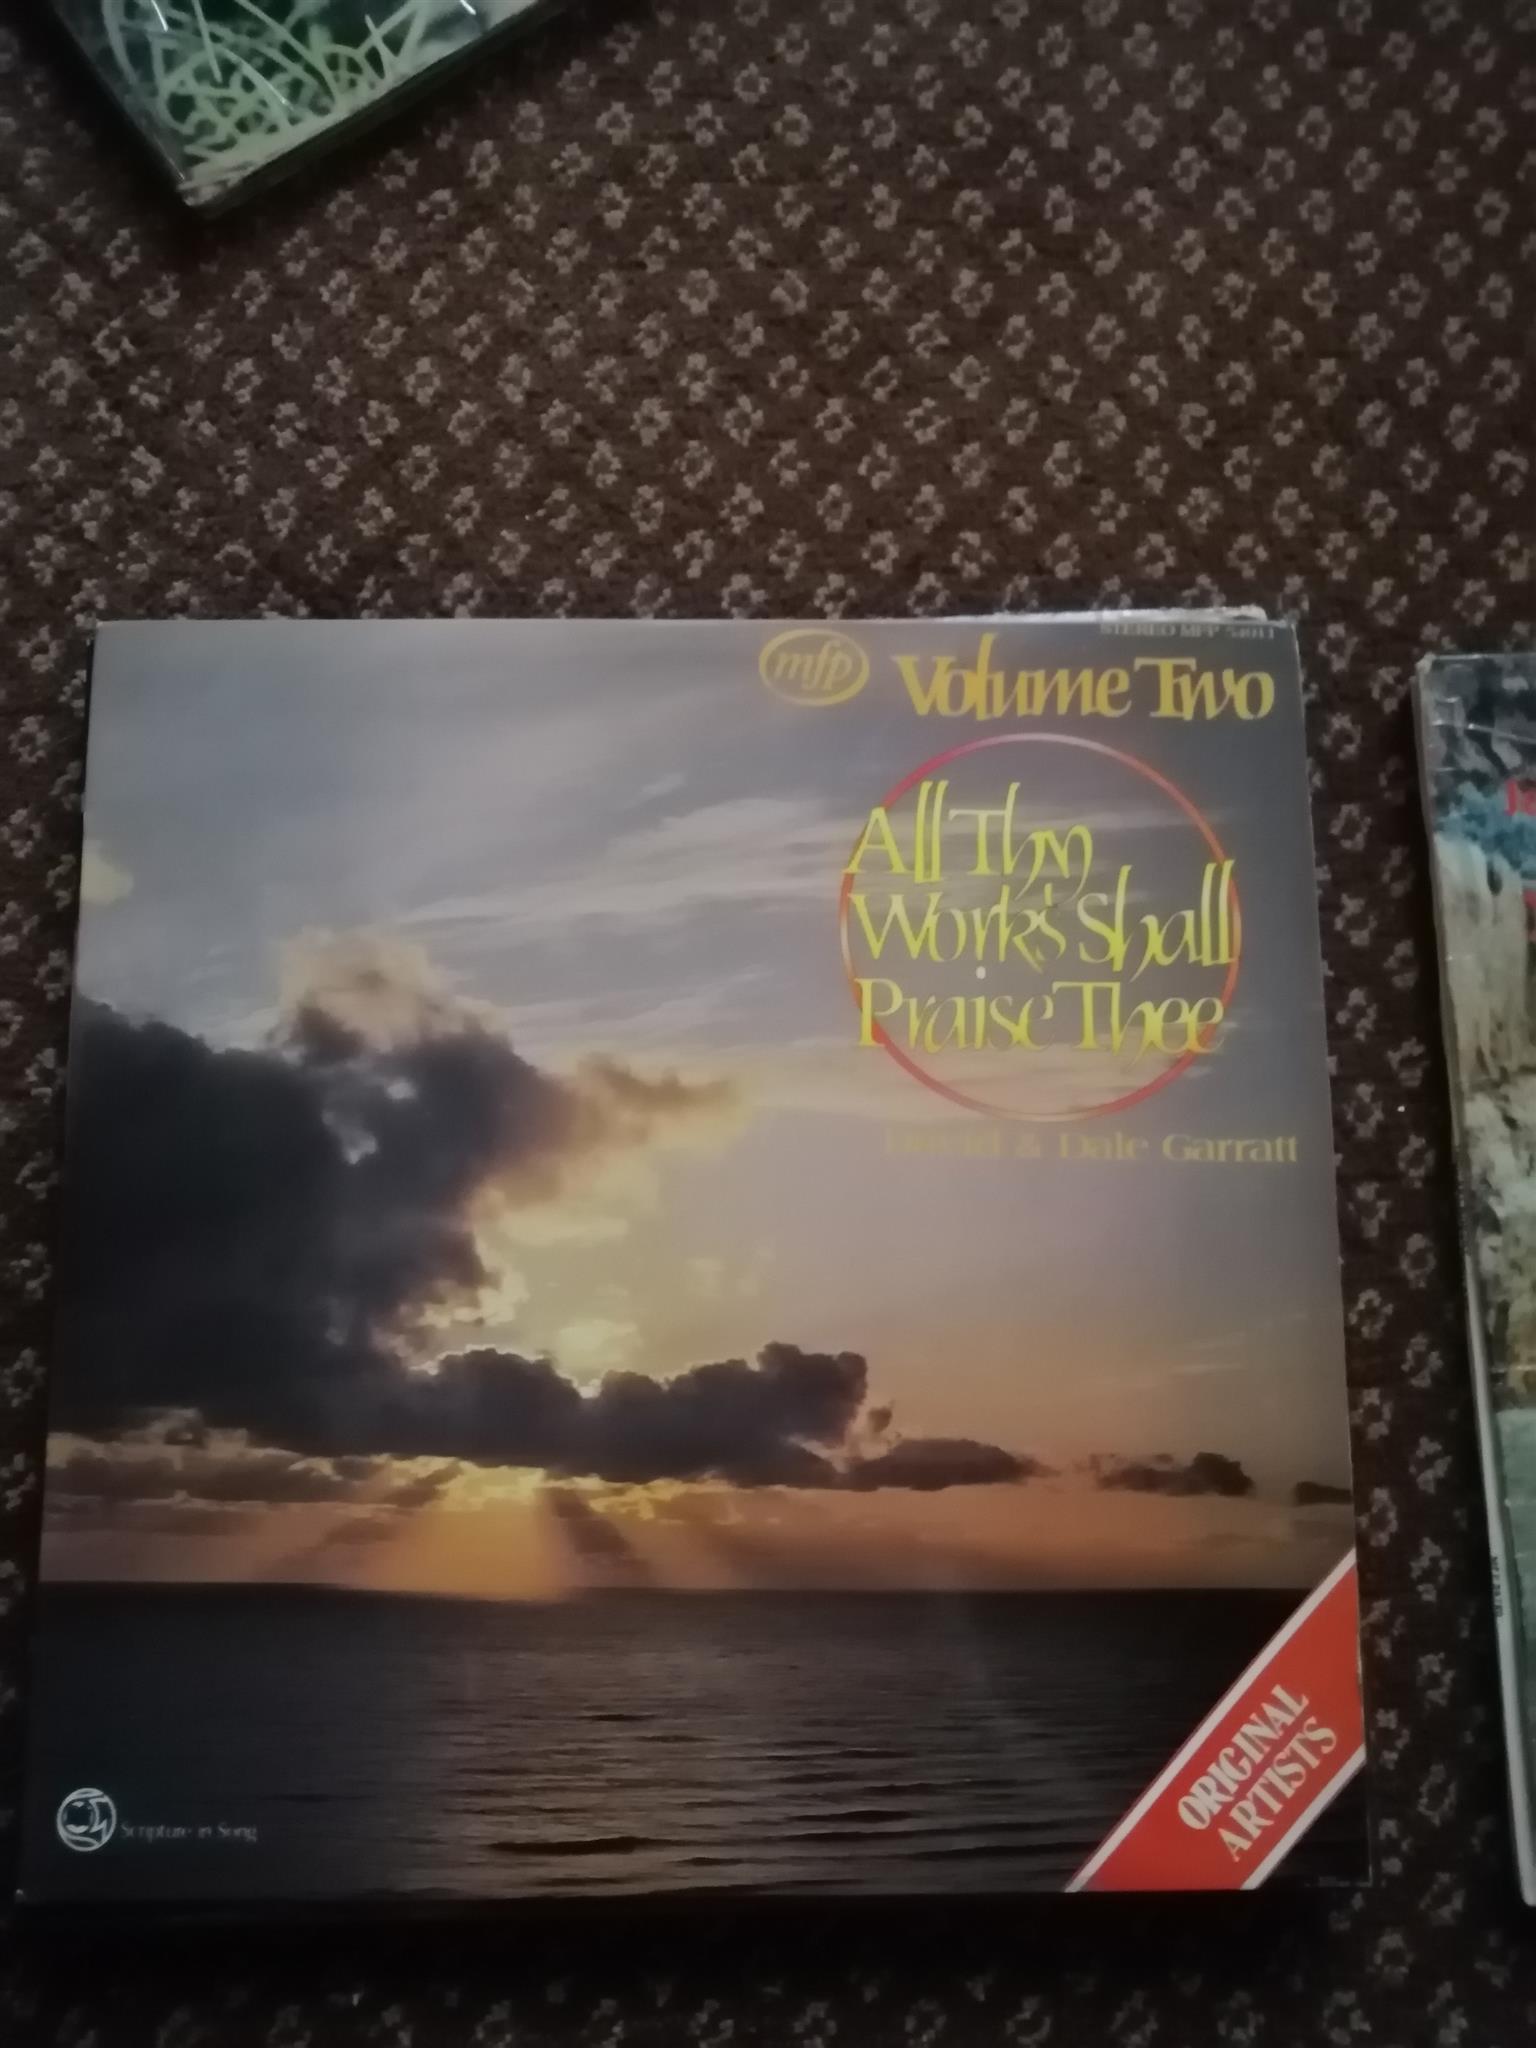 STEREO MFP 54011
mfp
Volume Two
All Thy
Works Shall
Praise Thee
David & Dale Garratt
ORIGINAL
ARTISTS
Scripture in Song